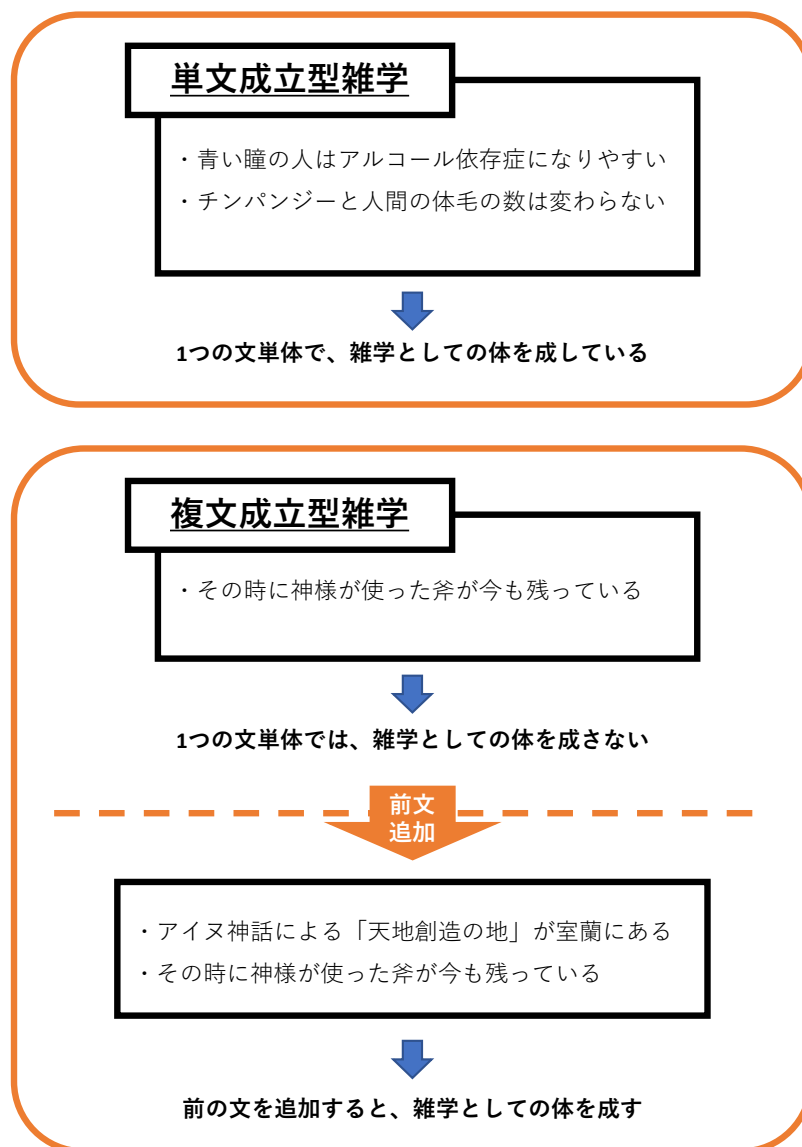 単文成立型雑学
・青い瞳の人はアルコール依存症になりやすい
・チンパンジーと人間の体毛の数は変わらない
1つの文単体で、雑学としての体を成している
複文成立型雑学
・その時に神様が使った斧が今も残っている
1つの文単体では、雑学としての体を成さない
前文
追加
・アイヌ神話による「天地創造の地」が室蘭にある
・その時に神様が使った斧が今も残っている
前の文を追加すると、雑学としての体を成す